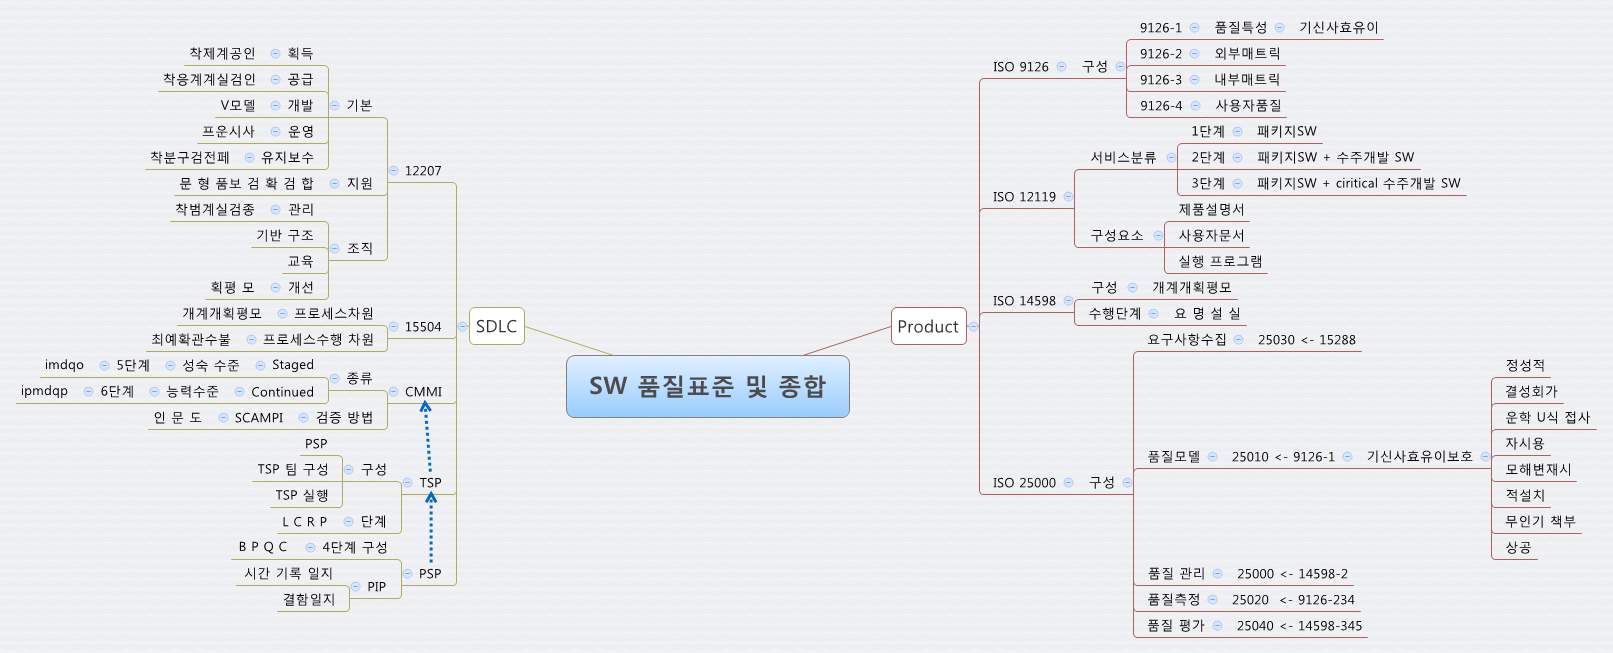 SW 품질표준 및 종합
SDLC
12207
기본
획득
착제계공인
공급
착응계계실검인
개발
V모델
운영
프운시사
유지보수
착분구검전폐
지원
문 형 품보 검 확 검 합
조직
관리
착범계실검종
기반 구조
교육
개선
획평 모
15504
프로세스차원
개계개획평모
프로세스수행 차원
최예확관수불
CMMI
종류
Staged
성숙 수준
5단계
imdqo
Continued
능력수준
6단계
ipmdqp
검증 방법
SCAMPI
인 문 도
TSP
구성
PSP
TSP 팀 구성
TSP 실행
단계
L C R P
PSP
4단계 구성
B P Q C
PIP
시간 기록 일지
결함일지
Product
ISO 9126
구성
9126-1
품질특성
기신사효유이
9126-2
외부매트릭
9126-3
내부매트릭
9126-4
사용자품질
ISO 12119
서비스분류
1단계
패키지SW
2단계
패키지SW + 수주개발 SW
3단계
패키지SW + ciritical 수주개발 SW
구성요소
제품설명서
사용자문서
실행 프로그램
ISO 14598
구성
개계개획평모
수행단계
요 명 설 실
ISO 25000
구성
요구사항수집
25030 <- 15288
품질모델
25010 <- 9126-1
기신사효유이보호
정성적
결성회가
운학 U식 접사
자시용
모해변재시
적설치
무인기 책부
상공
품질 관리
25000 <- 14598-2
품질측정
25020 <- 9126-234
품질 평가
25040 <- 14598-345